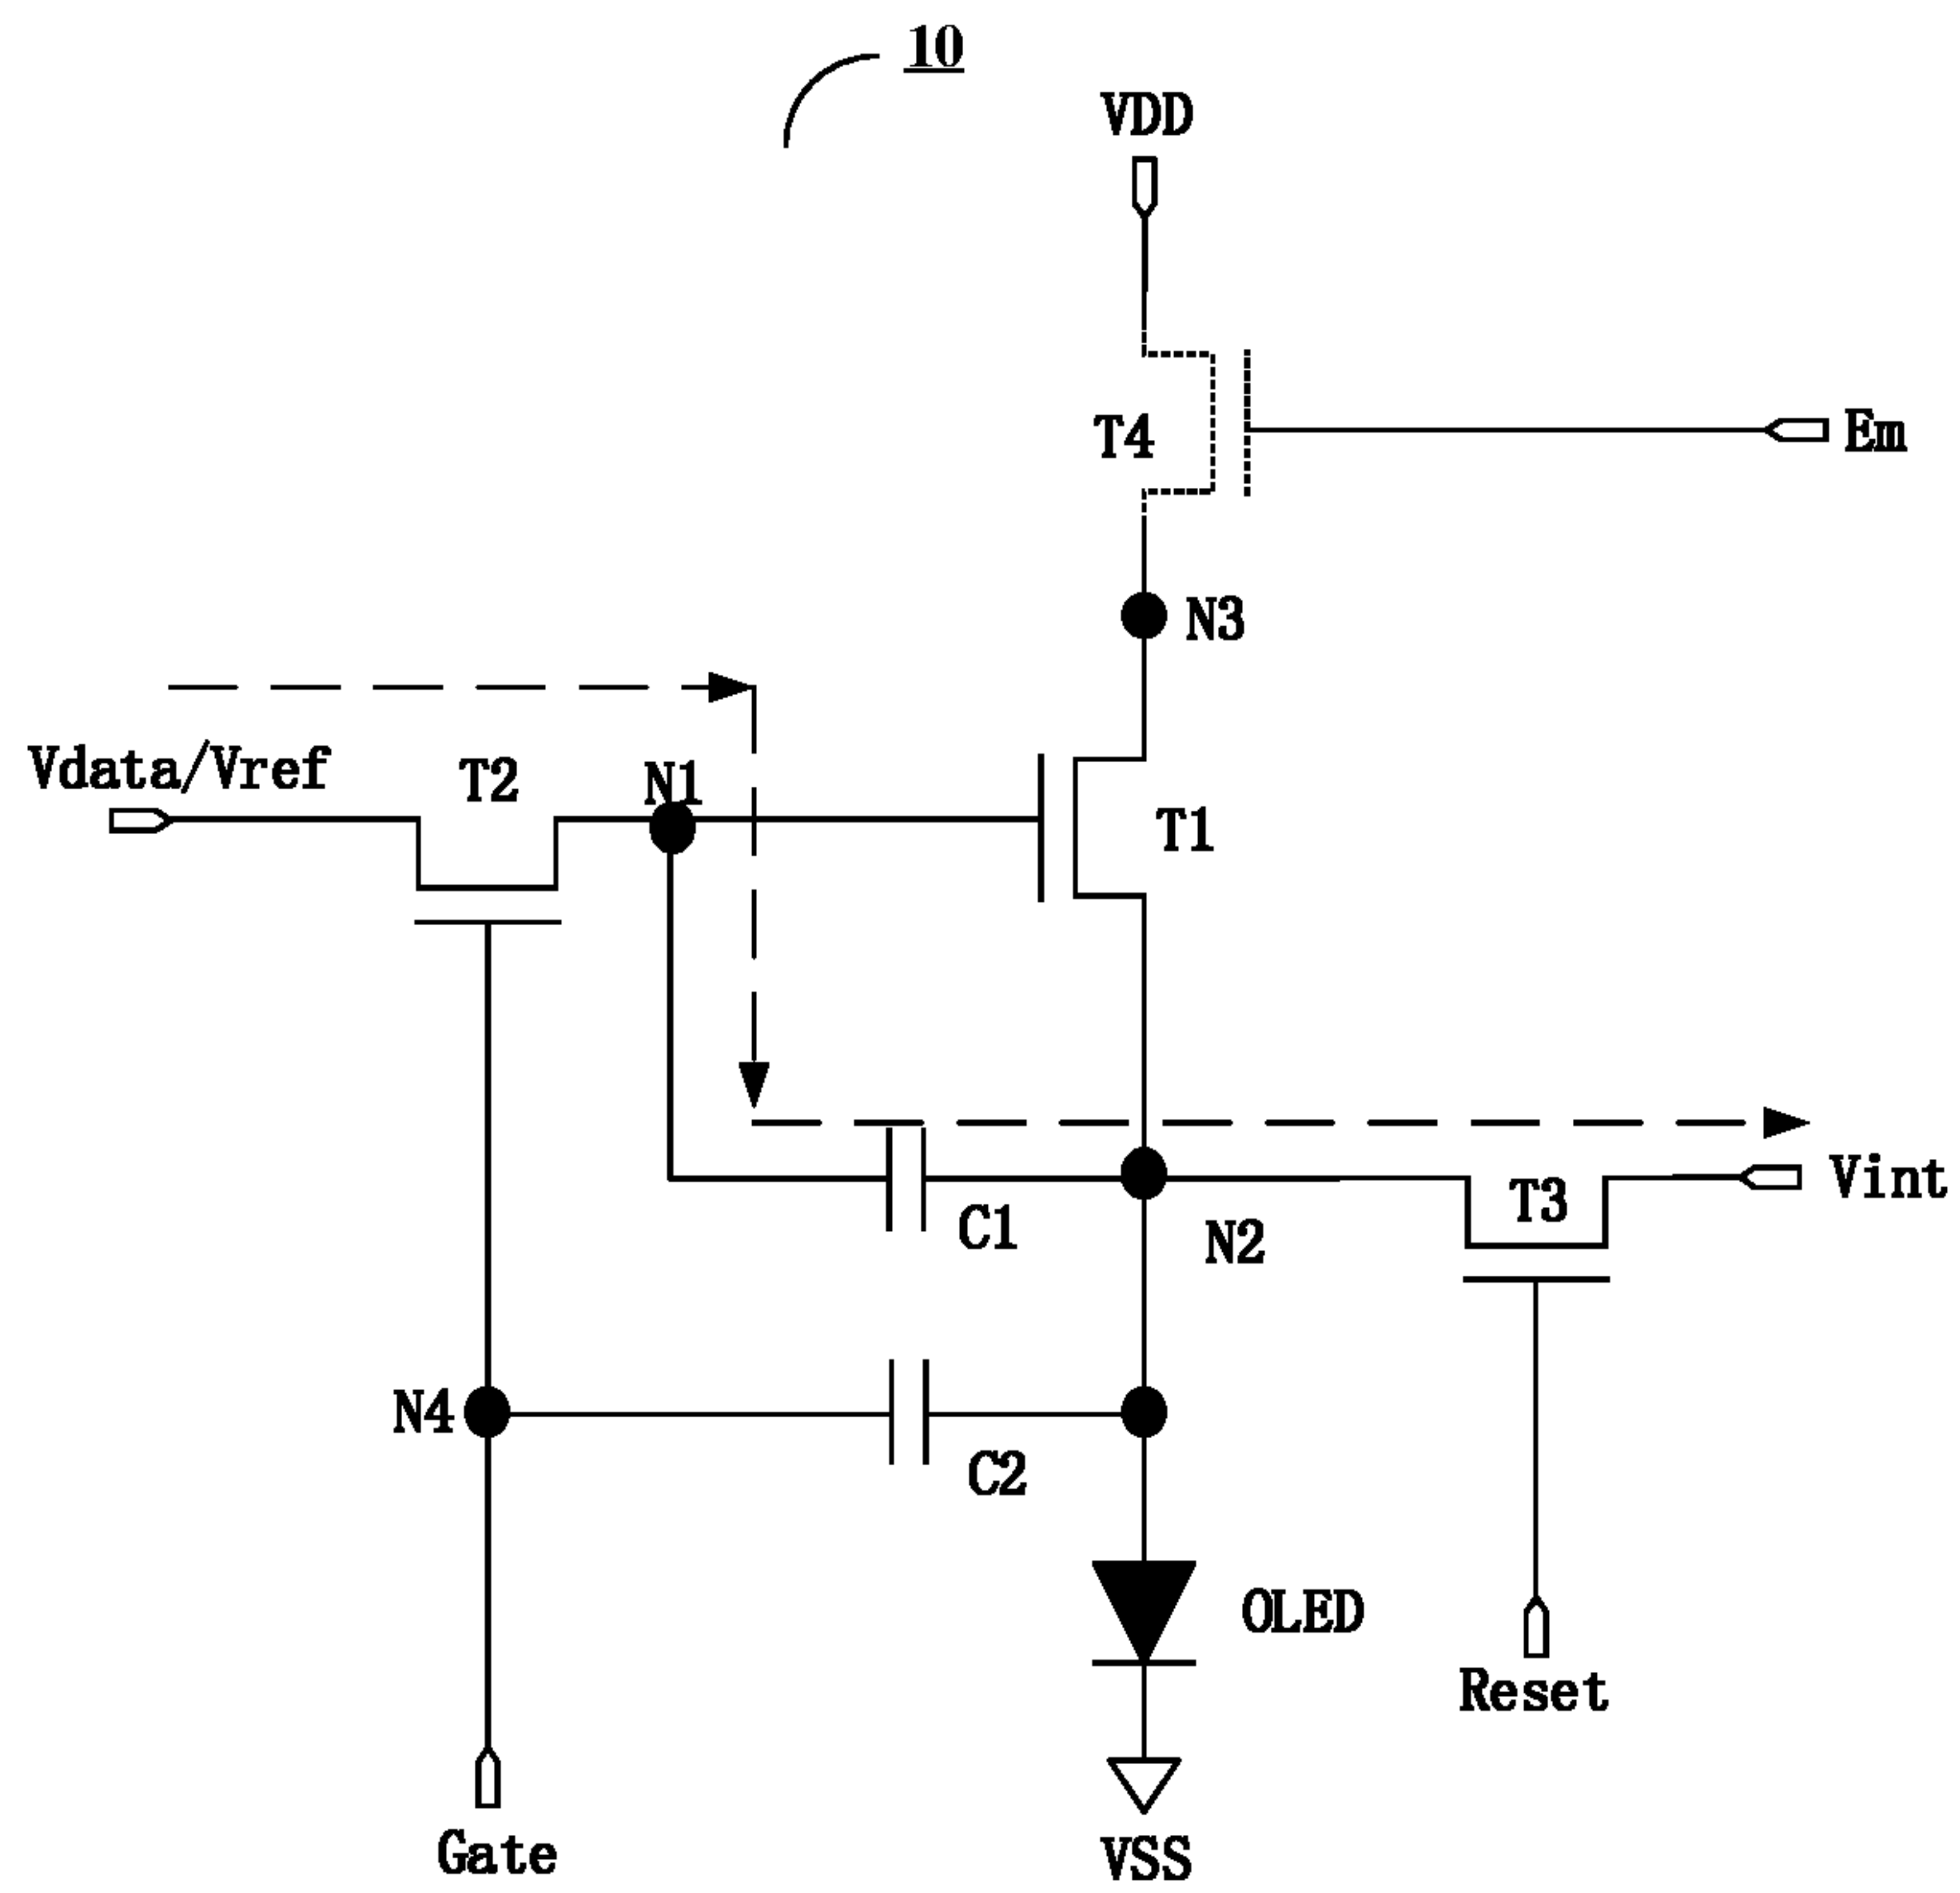 10
VDD
T4
Em
N3
Vdata/Vref
T2
N1
T1
Vint
T3
C1
N2
N4
C2
OLED
Reset
Gate
VSS